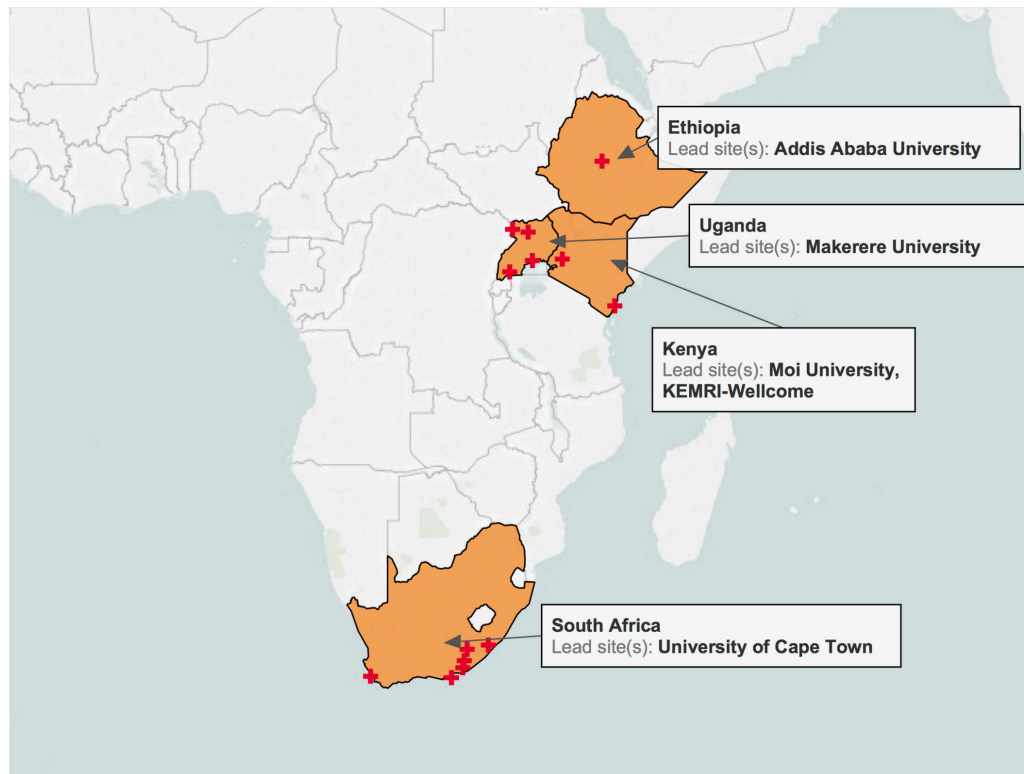 Ethiopia
Lead site(s): Addis Ababa University
Uganda
Lead site(s): Makerere University
Kenya
Lead site(s): Moi University,
KEMRI-Wellcome
South Africa
Lead site(s): University of Cape Town